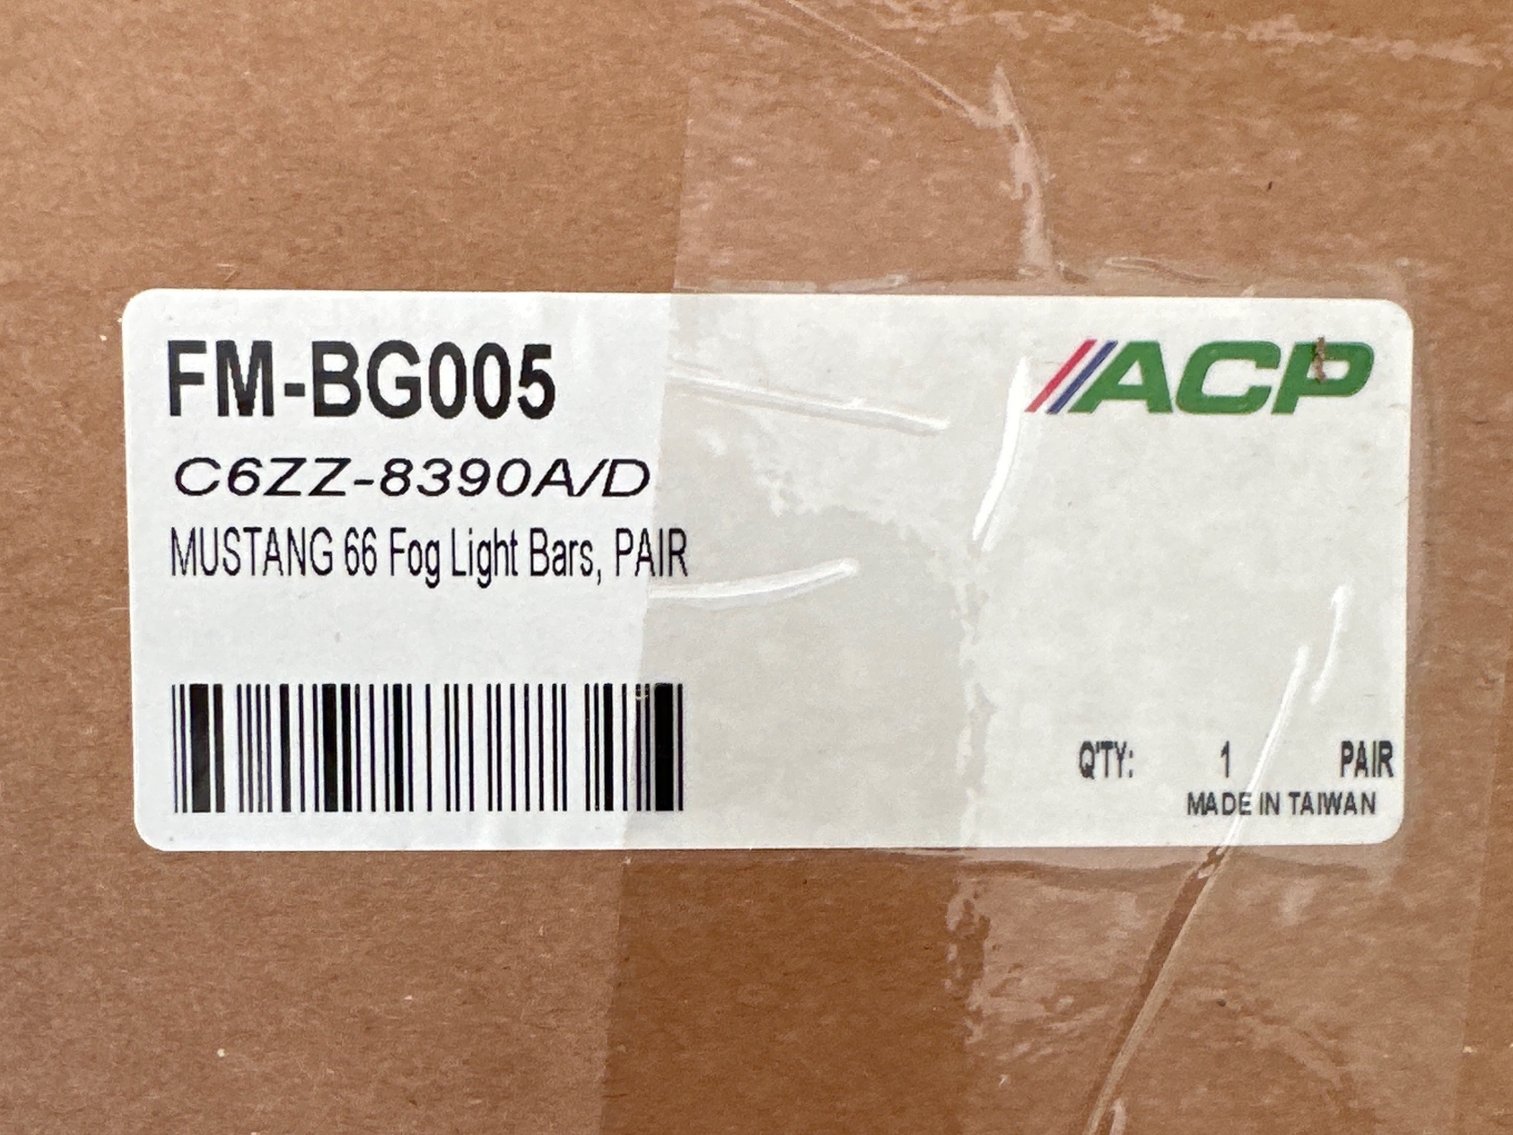 FM-BG005
ACP
C6ZZ-8390A/D
MUSTANG 66 Fog Light Bars, PAIR
Q'TY: 1 PAIR
MADE IN TAIWAN